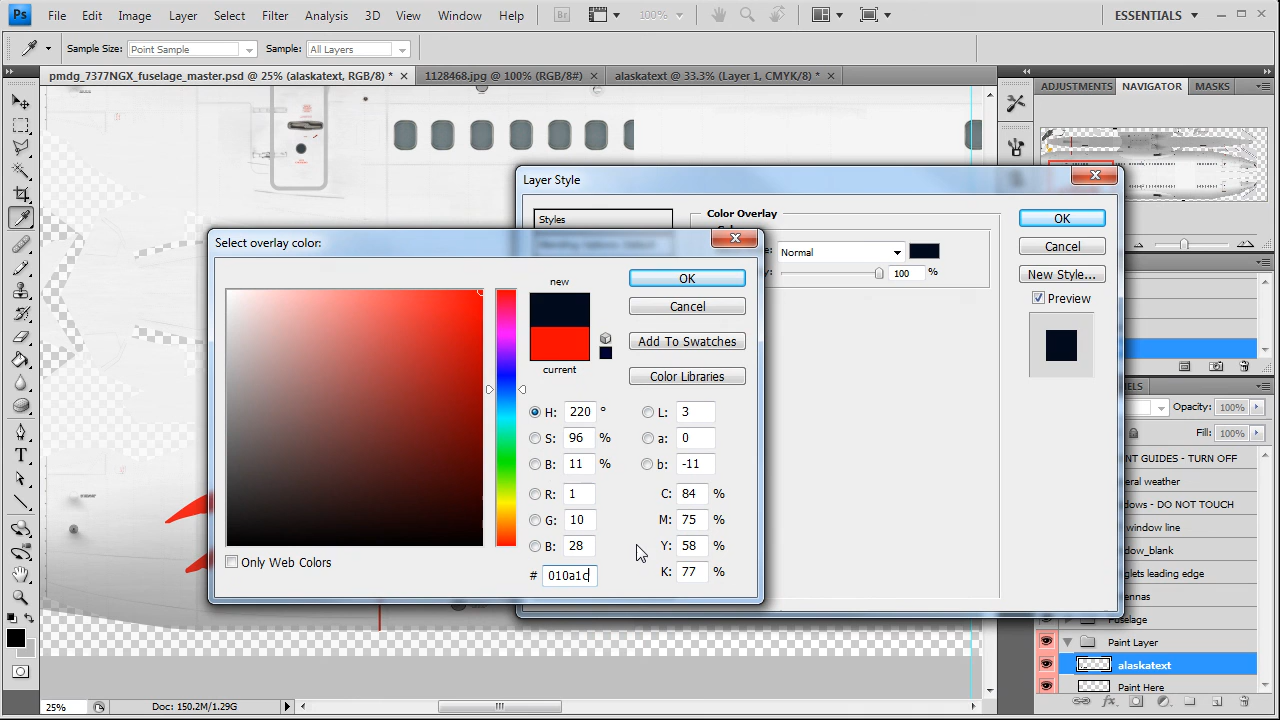 Ps File Edit Image Layer Select Filter Analysis 3D View Window Help Br 100% ESSENTIALS
Sample Size: Point Sample Sample: All Layers
pmdg_7377NGX_fuselage_master.psd @ 25% (alaskatext, RGB/8) * × 1128468.jpg @ 100% (RGB/8#) × alaskatext @ 33.3% (Layer 1, CMYK/8) * ×
ADJUSTMENTS NAVIGATOR MASKS
Layer Style
Styles
Color Overlay
Normal
100 %
OK
Cancel
New Style...
Preview
Select overlay color:
new
current
OK
Cancel
Add To Swatches
Color Libraries
H: 220 °
S: 96 %
B: 11 %
R: 1
G: 10
B: 28
# 010a1c
L: 3
a: 0
b: -11
C: 84 %
M: 75 %
Y: 58 %
K: 77 %
Only Web Colors
Opacity: 100%
Fill: 100%
NT GUIDES - TURN OFF
neral weather
dows - DO NOT TOUCH
window line
dow_blank
glets leading edge
ennas
Fuselage
Paint Layer
alaskatext
Paint Here
25% Doc: 150.2M/1.29G